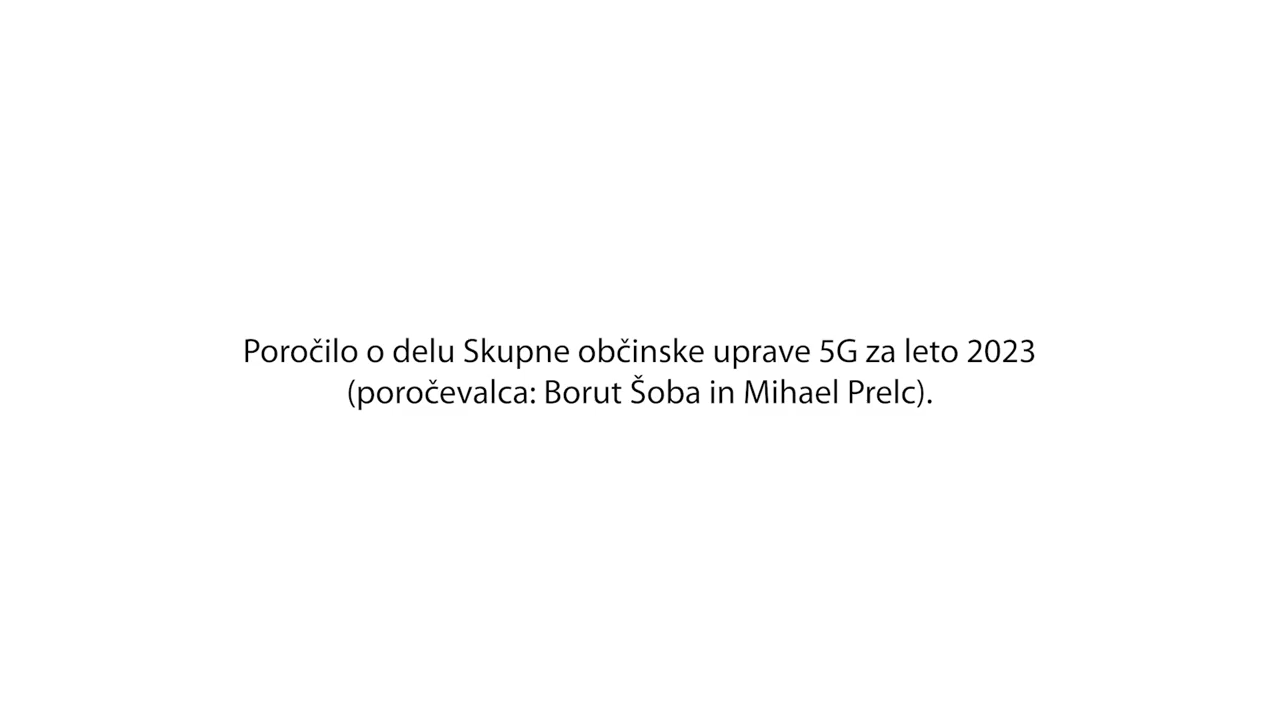 Poročilo o delu Skupne občinske uprave 5G za leto 2023
(poročevalca: Borut Šoba in Mihael Prelc).